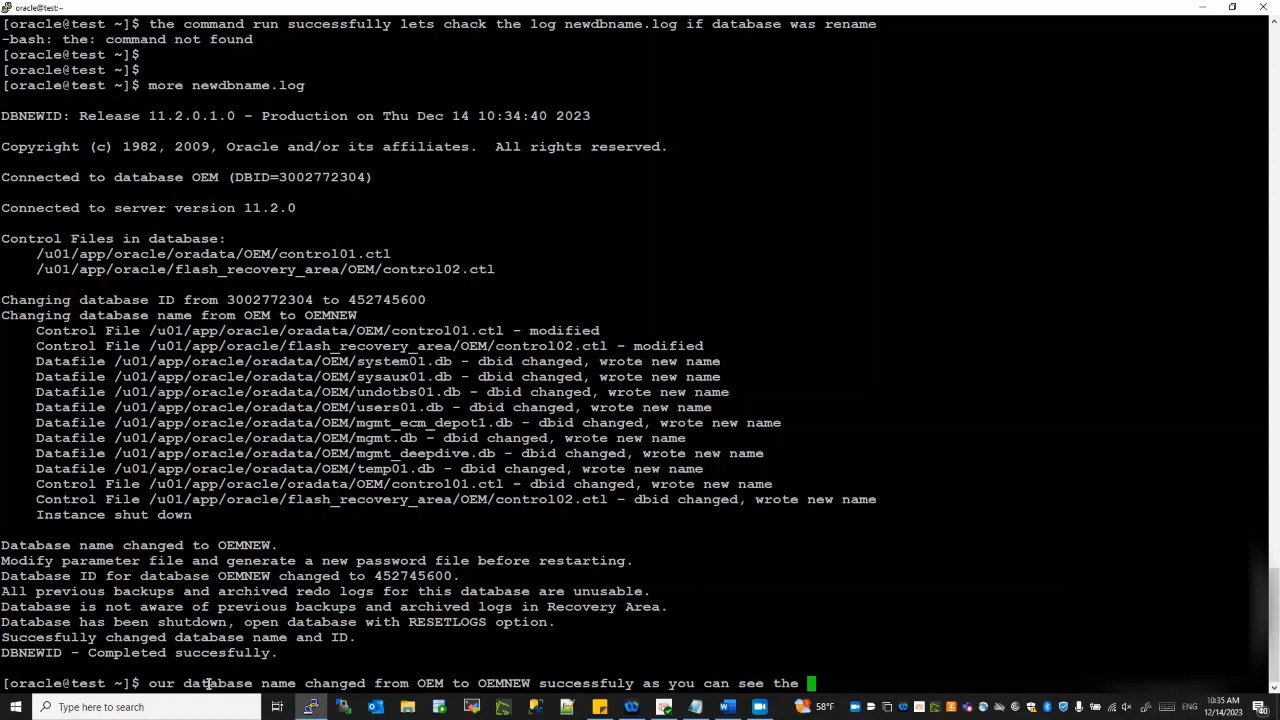 oracle@test:~
[oracle@test ~]$ the command run successfully lets chack the log newdbname.log if database was rename
-bash: the: command not found
[oracle@test ~]$
[oracle@test ~]$
[oracle@test ~]$ more newdbname.log
DBNEWID: Release 11.2.0.1.0 - Production on Thu Dec 14 10:34:40 2023
Copyright (c) 1982, 2009, Oracle and/or its affiliates.  All rights reserved.
Connected to database OEM (DBID=3002772304)
Connected to server version 11.2.0
Control Files in database:
/u01/app/oracle/oradata/OEM/control01.ctl
/u01/app/oracle/flash_recovery_area/OEM/control02.ctl
Changing database ID from 3002772304 to 452745600
Changing database name from OEM to OEMNEW
Control File /u01/app/oracle/oradata/OEM/control01.ctl - modified
Control File /u01/app/oracle/flash_recovery_area/OEM/control02.ctl - modified
Datafile /u01/app/oracle/oradata/OEM/system01.db - dbid changed, wrote new name
Datafile /u01/app/oracle/oradata/OEM/sysaux01.db - dbid changed, wrote new name
Datafile /u01/app/oracle/oradata/OEM/undotbs01.db - dbid changed, wrote new name
Datafile /u01/app/oracle/oradata/OEM/users01.db - dbid changed, wrote new name
Datafile /u01/app/oracle/oradata/OEM/mgmt_ecm_depot1.db - dbid changed, wrote new name
Datafile /u01/app/oracle/oradata/OEM/mgmt.db - dbid changed, wrote new name
Datafile /u01/app/oracle/oradata/OEM/mgmt_deepdive.db - dbid changed, wrote new name
Datafile /u01/app/oracle/oradata/OEM/temp01.db - dbid changed, wrote new name
Control File /u01/app/oracle/oradata/OEM/control01.ctl - dbid changed, wrote new name
Control File /u01/app/oracle/flash_recovery_area/OEM/control02.ctl - dbid changed, wrote new name
Instance shut down
Database name changed to OEMNEW.
Modify parameter file and generate a new password file before restarting.
Database ID for database OEMNEW changed to 452745600.
All previous backups and archived redo logs for this database are unusable.
Database is not aware of previous backups and archived logs in Recovery Area.
Database has been shutdown, open database with RESETLOGS option.
Succesfully changed database name and ID.
DBNEWID - Completed succesfully.
[oracle@test ~]$ our database name changed from OEM to OEMNEW successfuly as you can see the
Type here to search
58°F
ENG
10:35 AM
12/14/2023